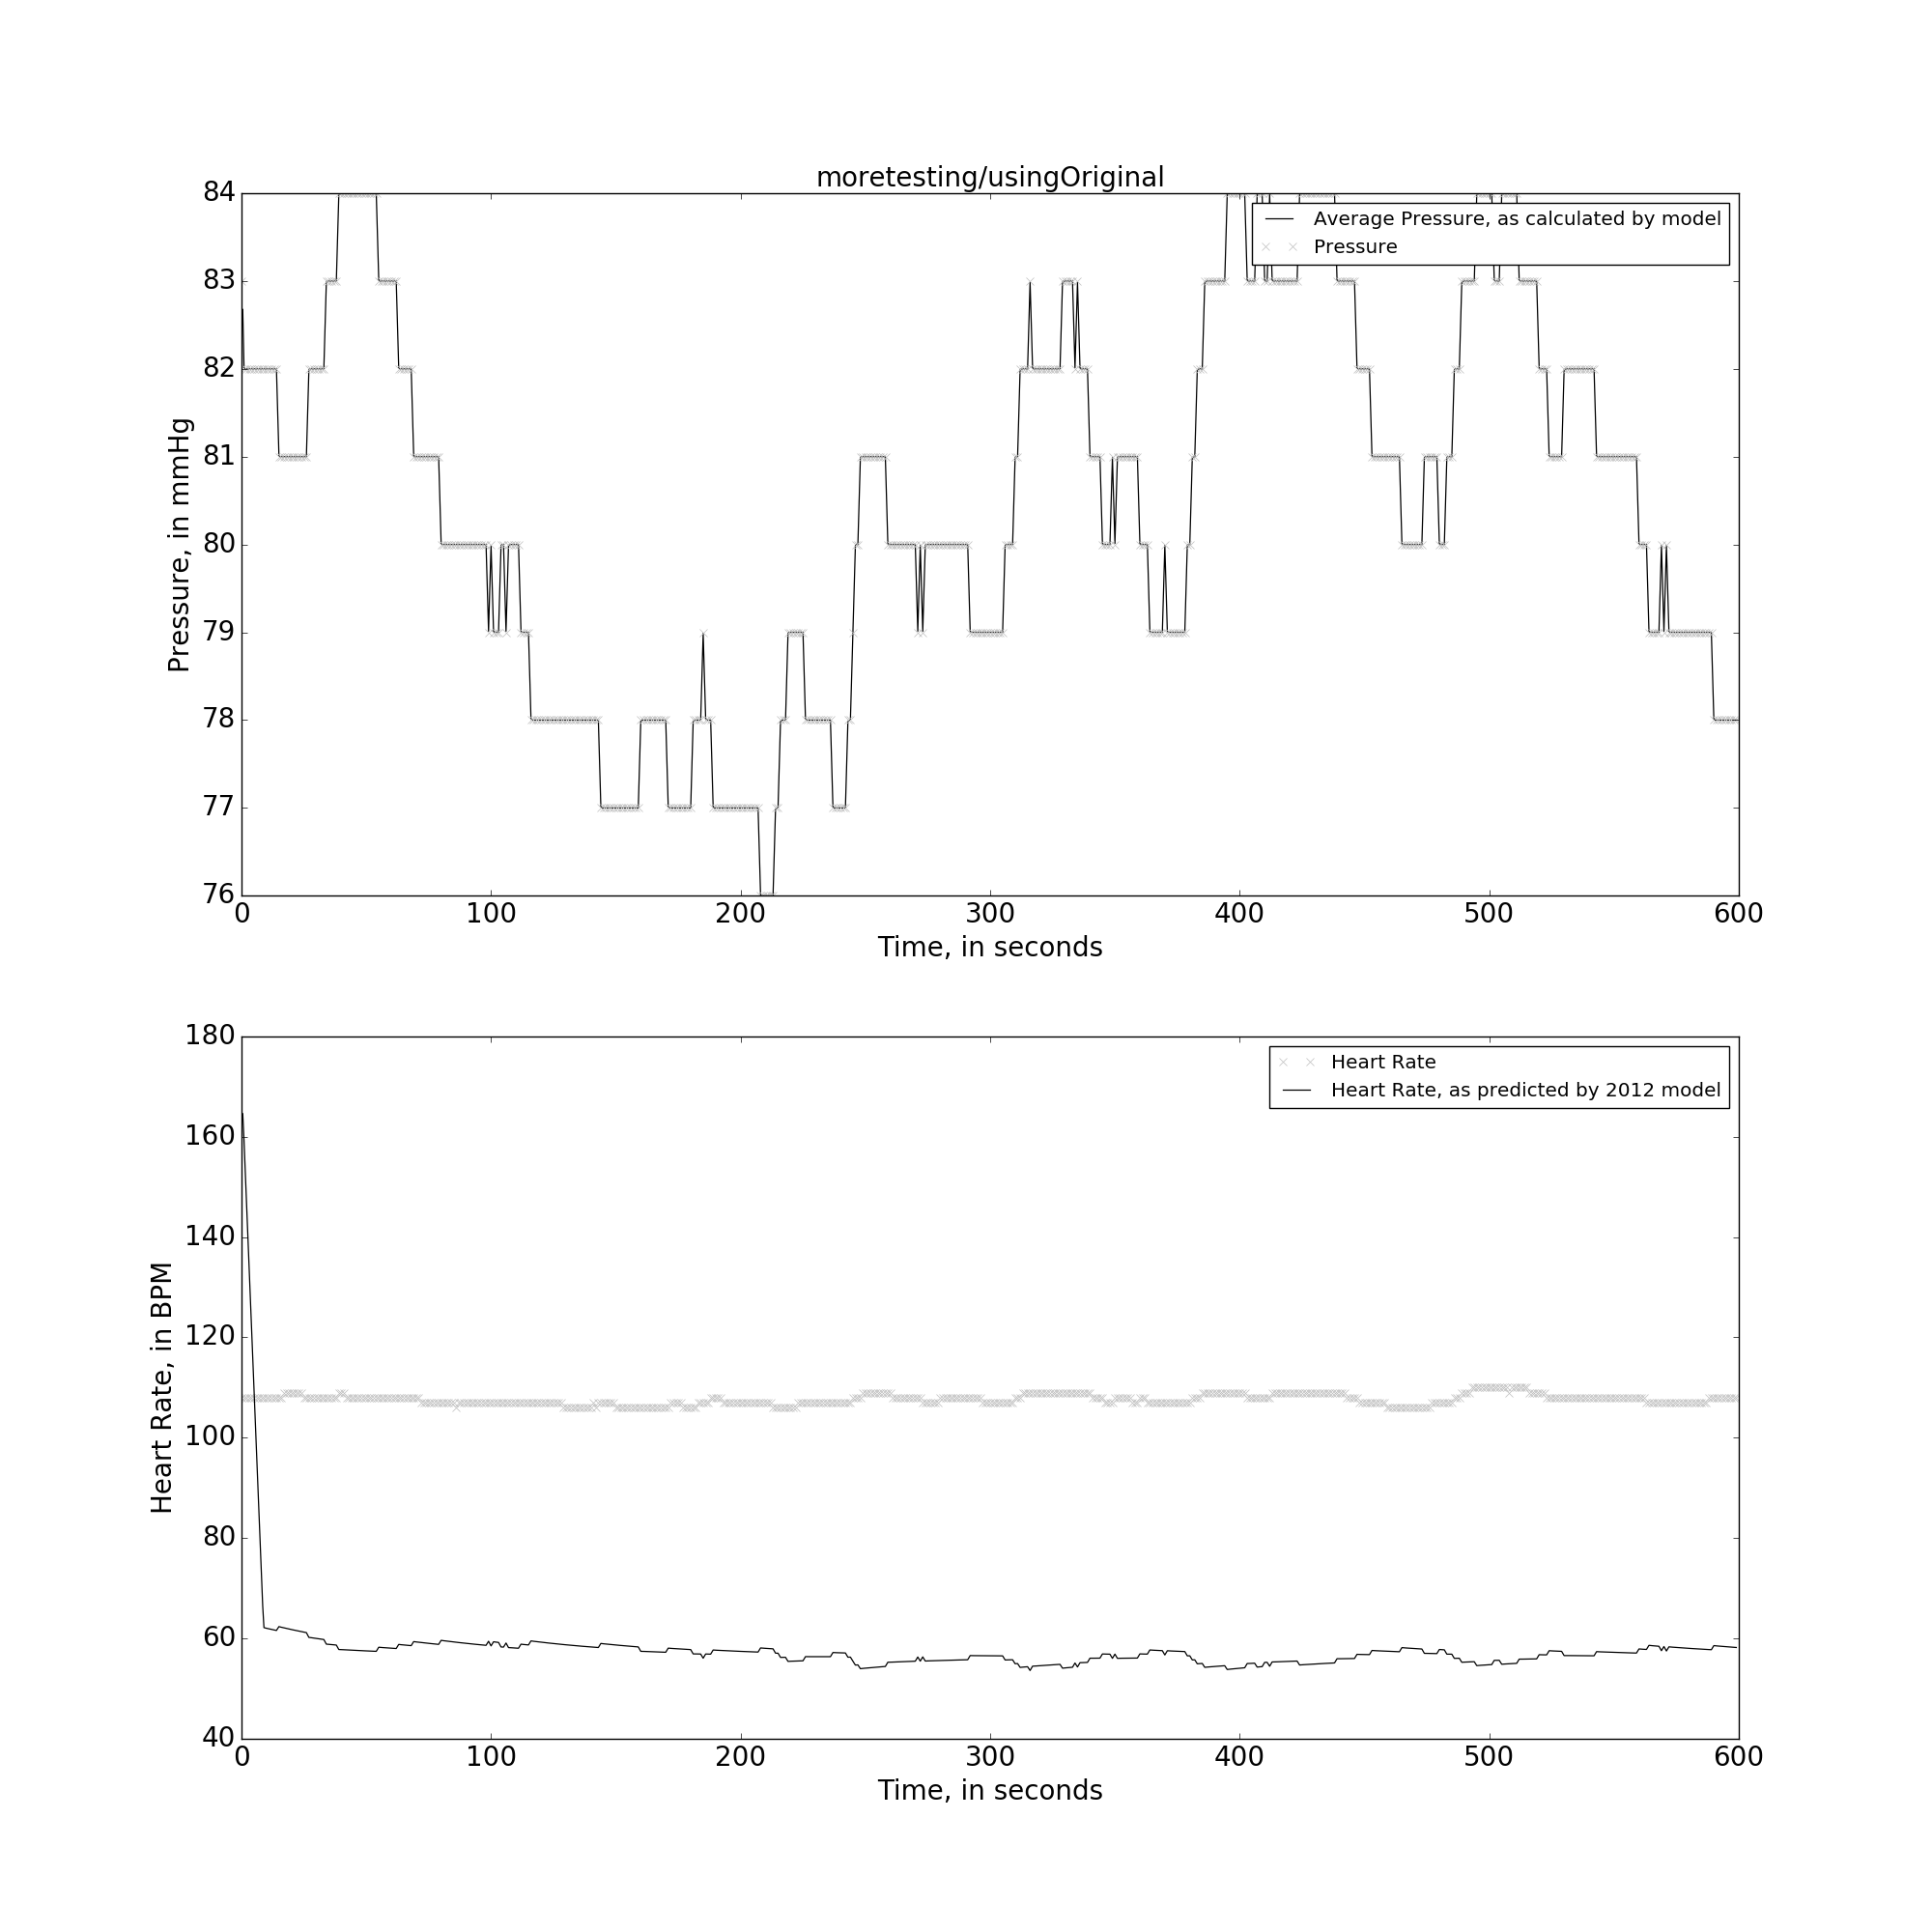 moretesting/usingOriginal
84
83
82
81
80
79
78
77
76
Pressure, in mmHg
Average Pressure, as calculated by model
Pressure
0 100 200 300 400 500 600
Time, in seconds
180
160
140
120
100
80
60
40
Heart Rate, in BPM
Heart Rate
Heart Rate, as predicted by 2012 model
0 100 200 300 400 500 600
Time, in seconds